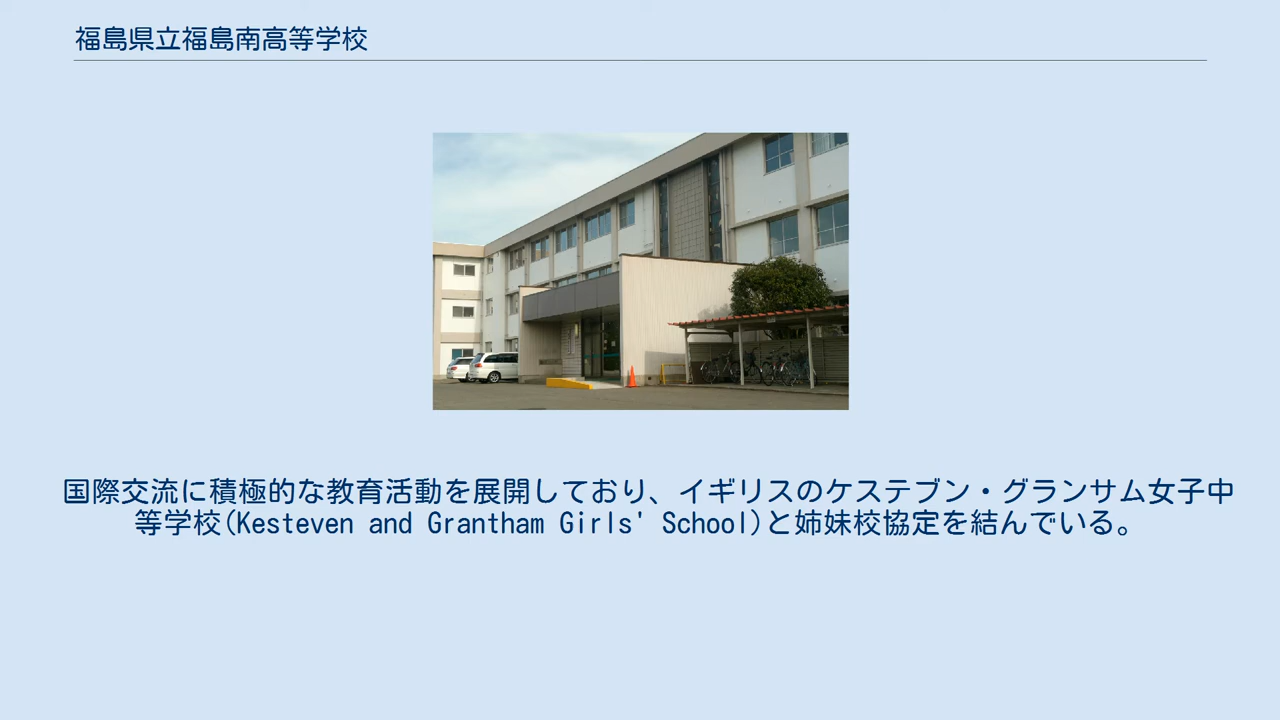 福島県立福島南高等学校
国際交流に積極的な教育活動を展開しており、イギリスのケステブン・グランサム女子中
等学校(Kesteven and Grantham Girls' School)と姉妹校協定を結んでいる。